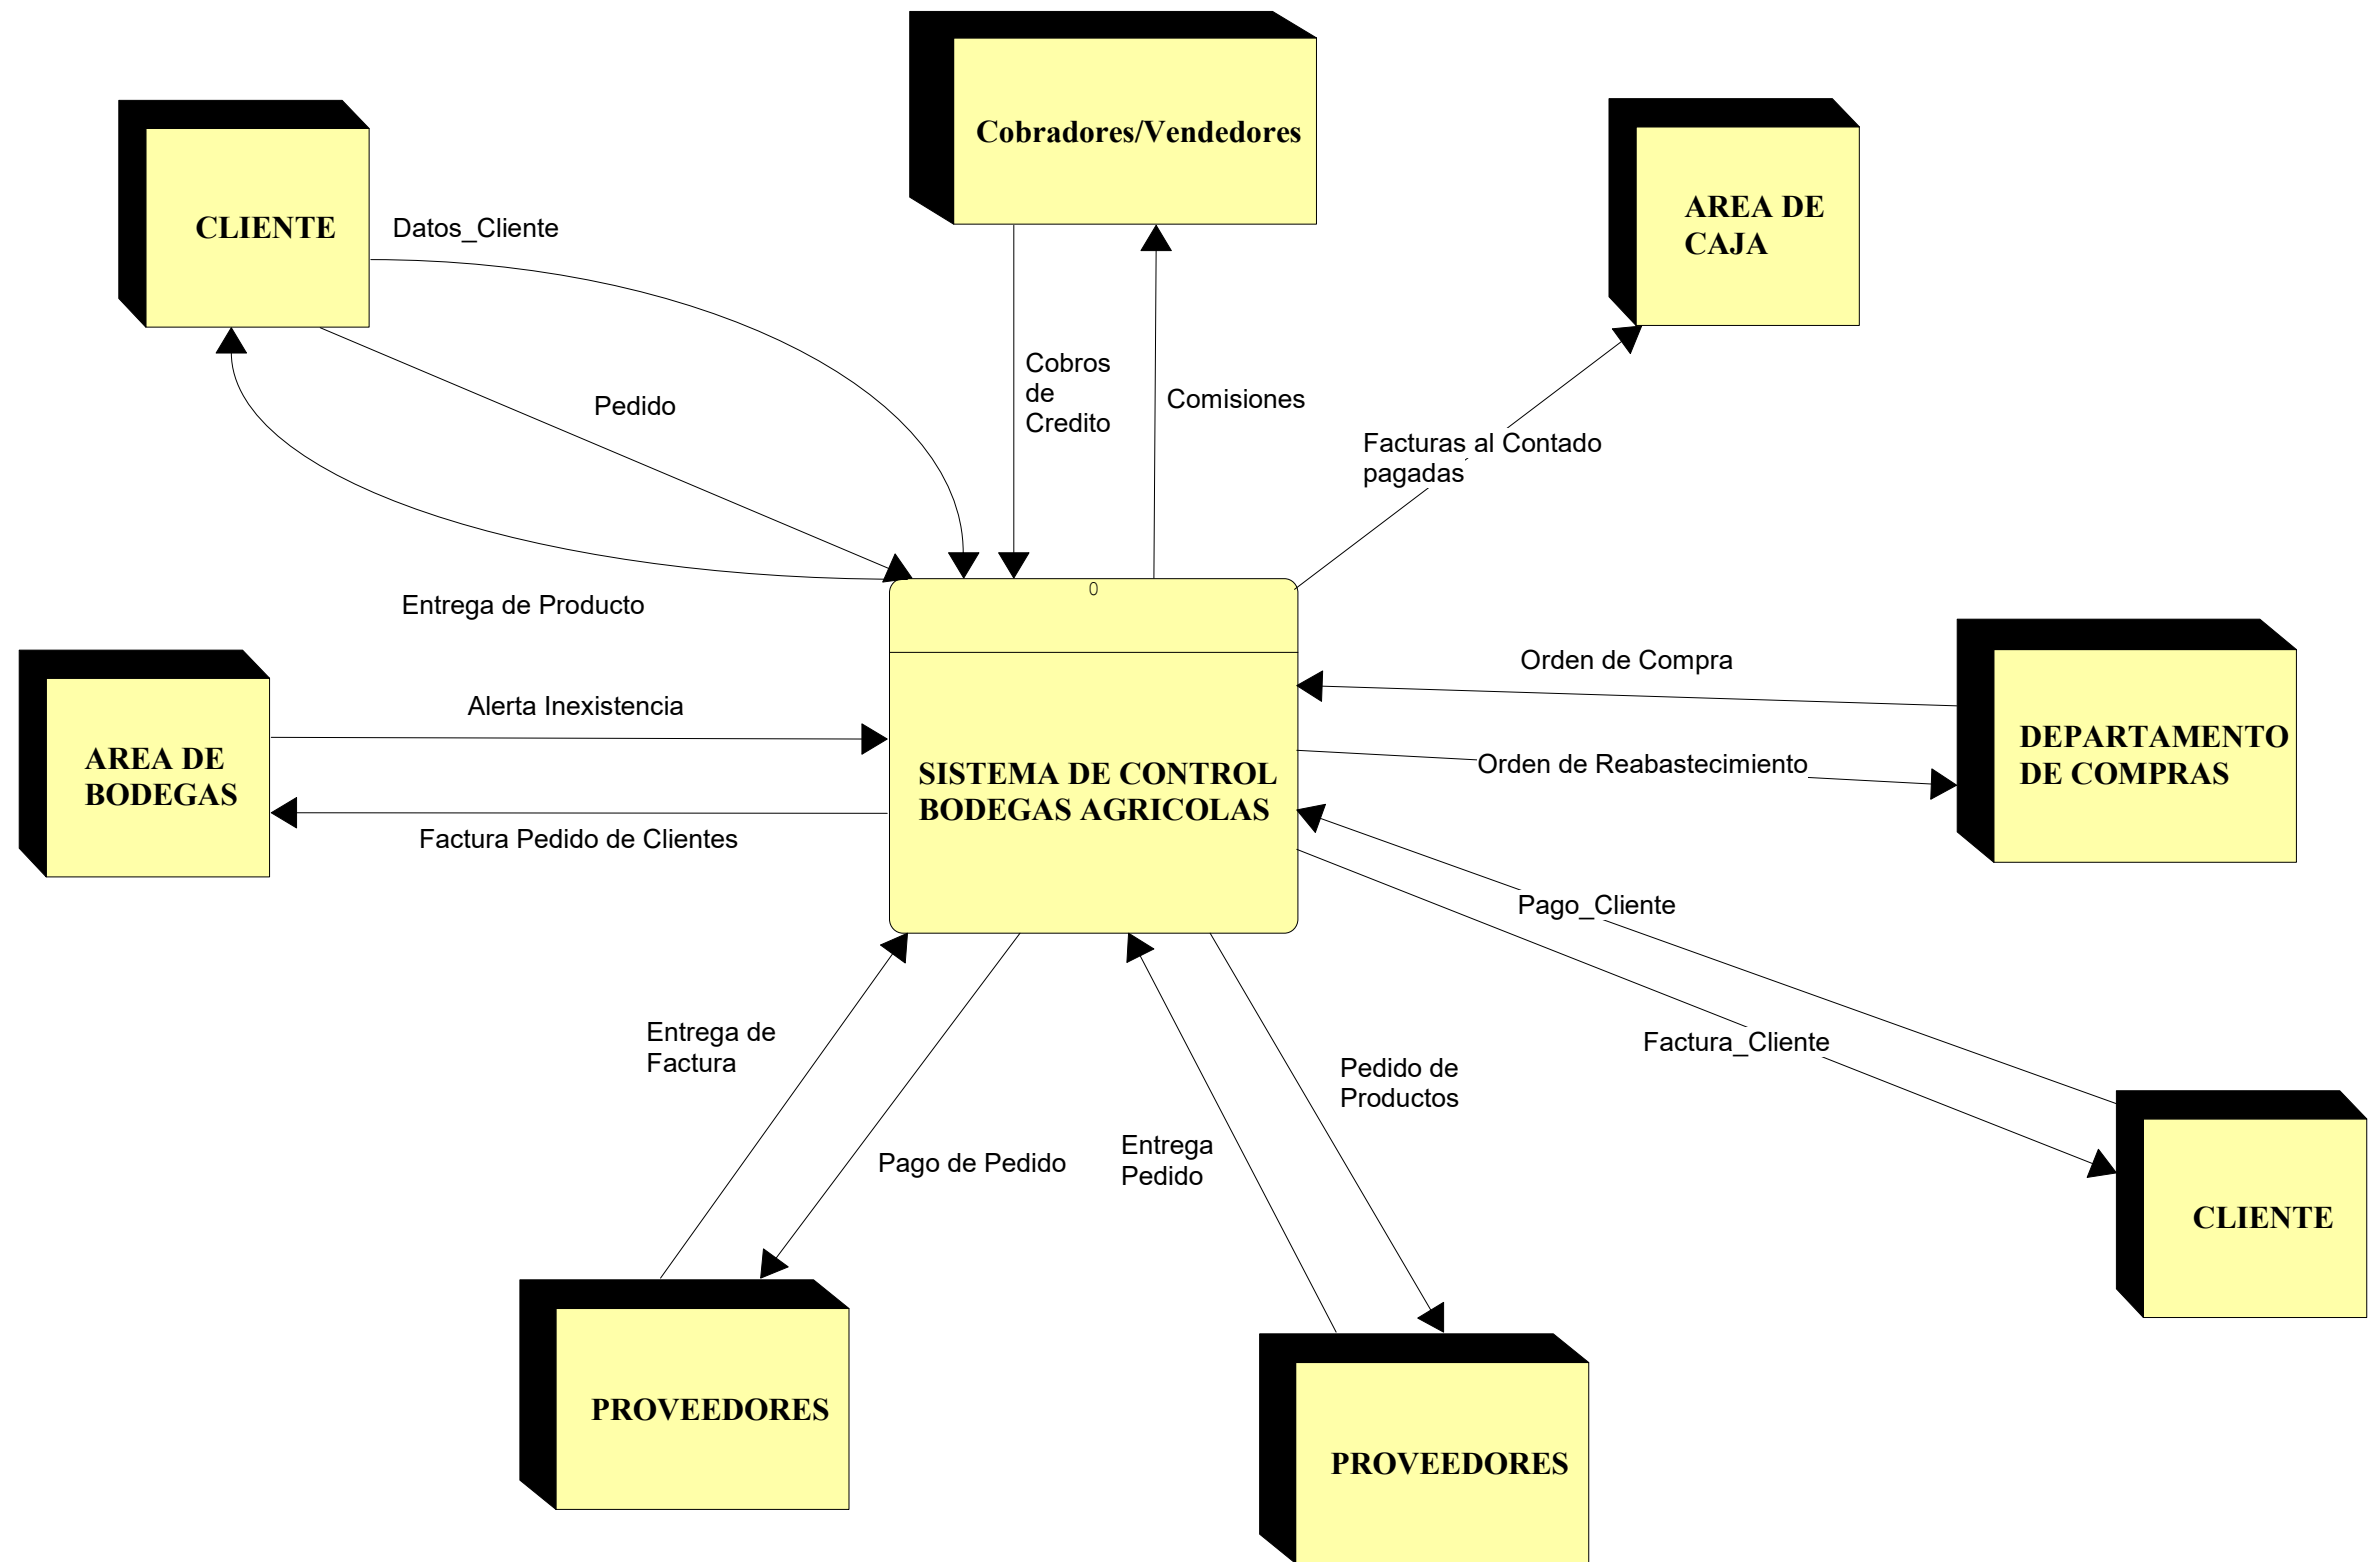 Cobradores/Vendedores
CLIENTE
Datos_Cliente
AREA DE
CAJA
Pedido
Cobros
de
Credito
Comisiones
Facturas al Contado
pagadas
Entrega de Producto
0
SISTEMA DE CONTROL
BODEGAS AGRICOLAS
Orden de Compra
Alerta Inexistencia
AREA DE
BODEGAS
DEPARTAMENTO
DE COMPRAS
Orden de Reabastecimiento
Factura Pedido de Clientes
Pago_Cliente
Factura_Cliente
Entrega de
Factura
Pago de Pedido
Entrega
Pedido
Pedido de
Productos
CLIENTE
PROVEEDORES
PROVEEDORES